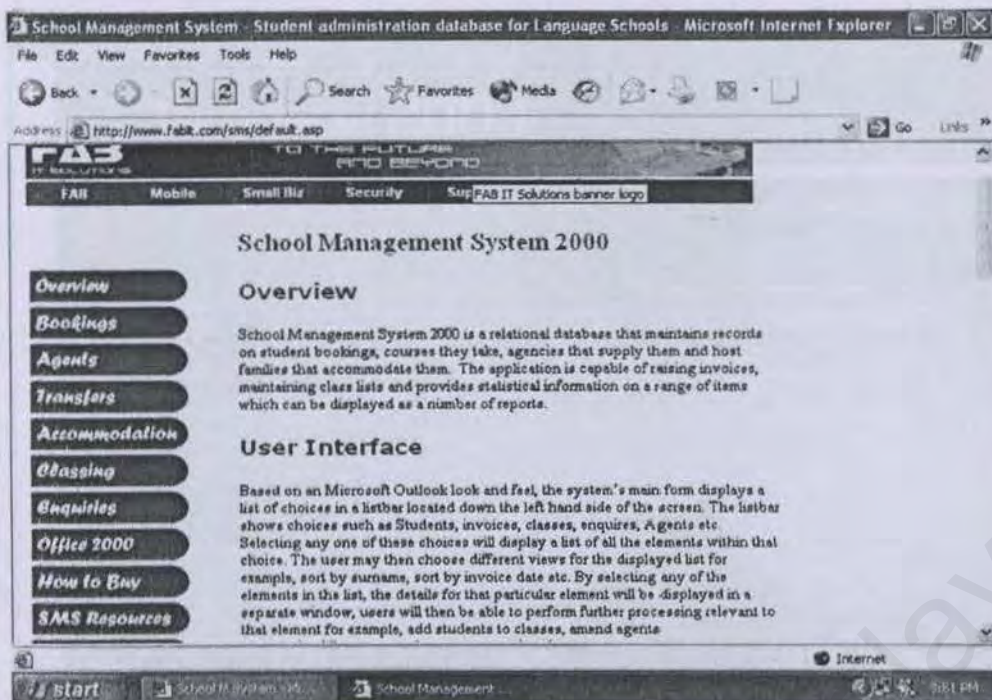 School Management System - Student administration database for Language Schools - Microsoft Internet Explorer
File Edit View Favorites Tools Help
Back Search Favorites Media
Address http://www.fabit.com/sms/default.asp Go Links »
FAB TO THE FUTURE
IT SOLUTIONS AND BEYOND
FAB Mobile Small Biz Security Sup FAB IT Solutions banner logo
School Management System 2000
Overview
Bookings
Agents
Transfers
Accommodation
Classing
Enquiries
Office 2000
How to Buy
SMS Resources
Overview
School Management System 2000 is a relational database that maintains records
on student bookings, courses they take, agencies that supply them and host
families that accommodate them. The application is capable of raising invoices,
maintaining class lists and provides statistical information on a range of items
which can be displayed as a number of reports.
User Interface
Based on an Microsoft Outlook look and feel, the system's main form displays a
list of choices in a listbar located down the left hand side of the screen. The listbar
shows choices such as Students, invoices, classes, enquires, Agents etc.
Selecting any one of these choices will display a list of all the elements within that
choice. The user may then choose different views for the displayed list for
example, sort by surname, sort by invoice date etc. By selecting any of the
elements in the list, the details for that particular element will be displayed in a
separate window, users will then be able to perform further processing relevant to
that element for example, add students to classes, amend agents
Internet
start School Management ... PM